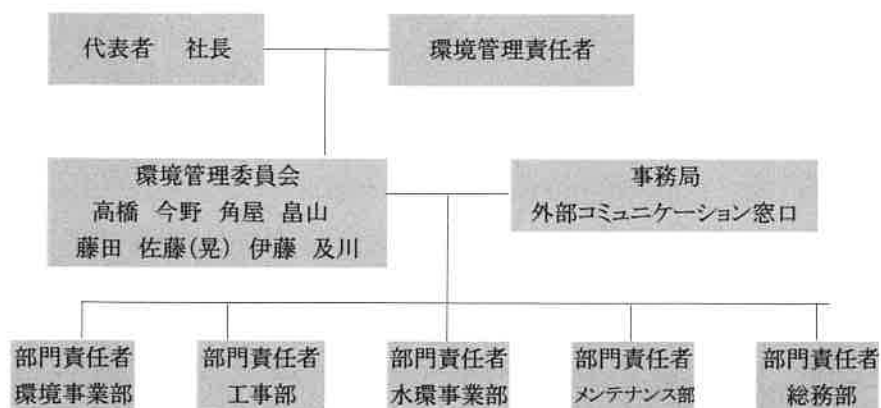 代表者　社長
環境管理責任者
環境管理委員会
高橋 今野 角屋 畠山
藤田 佐藤(晃) 伊藤 及川
事務局
外部コミュニケーション窓口
部門責任者
環境事業部
部門責任者
工事部
部門責任者
水環事業部
部門責任者
メンテナンス部
部門責任者
総務部